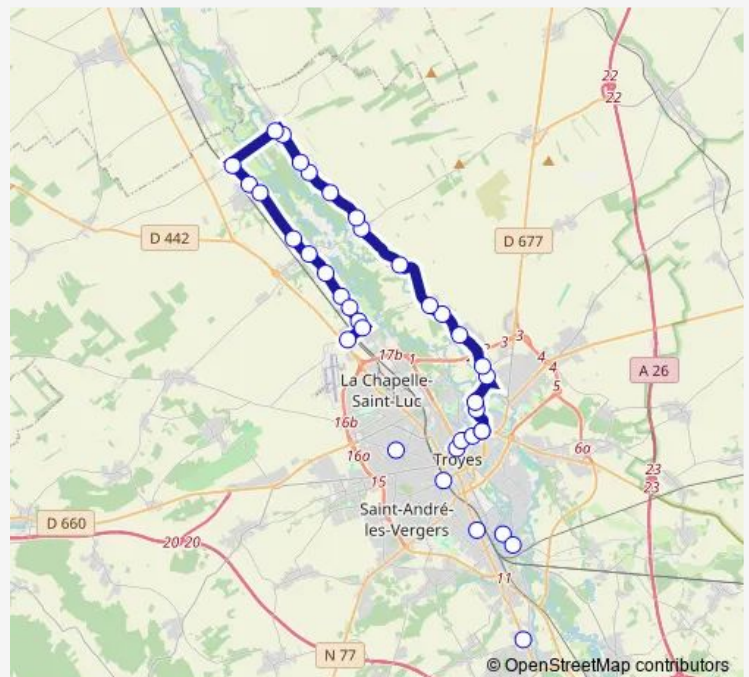 22
22
D 442
D 677
3
3
4
4
5
17b
1
A 26
La Chapelle-
Saint-Luc
16b
16a
6a
Troyes
15
23
23
Saint-André-
les-Vergers
D 660
20
20
11
N 77
© OpenStreetMap contributors